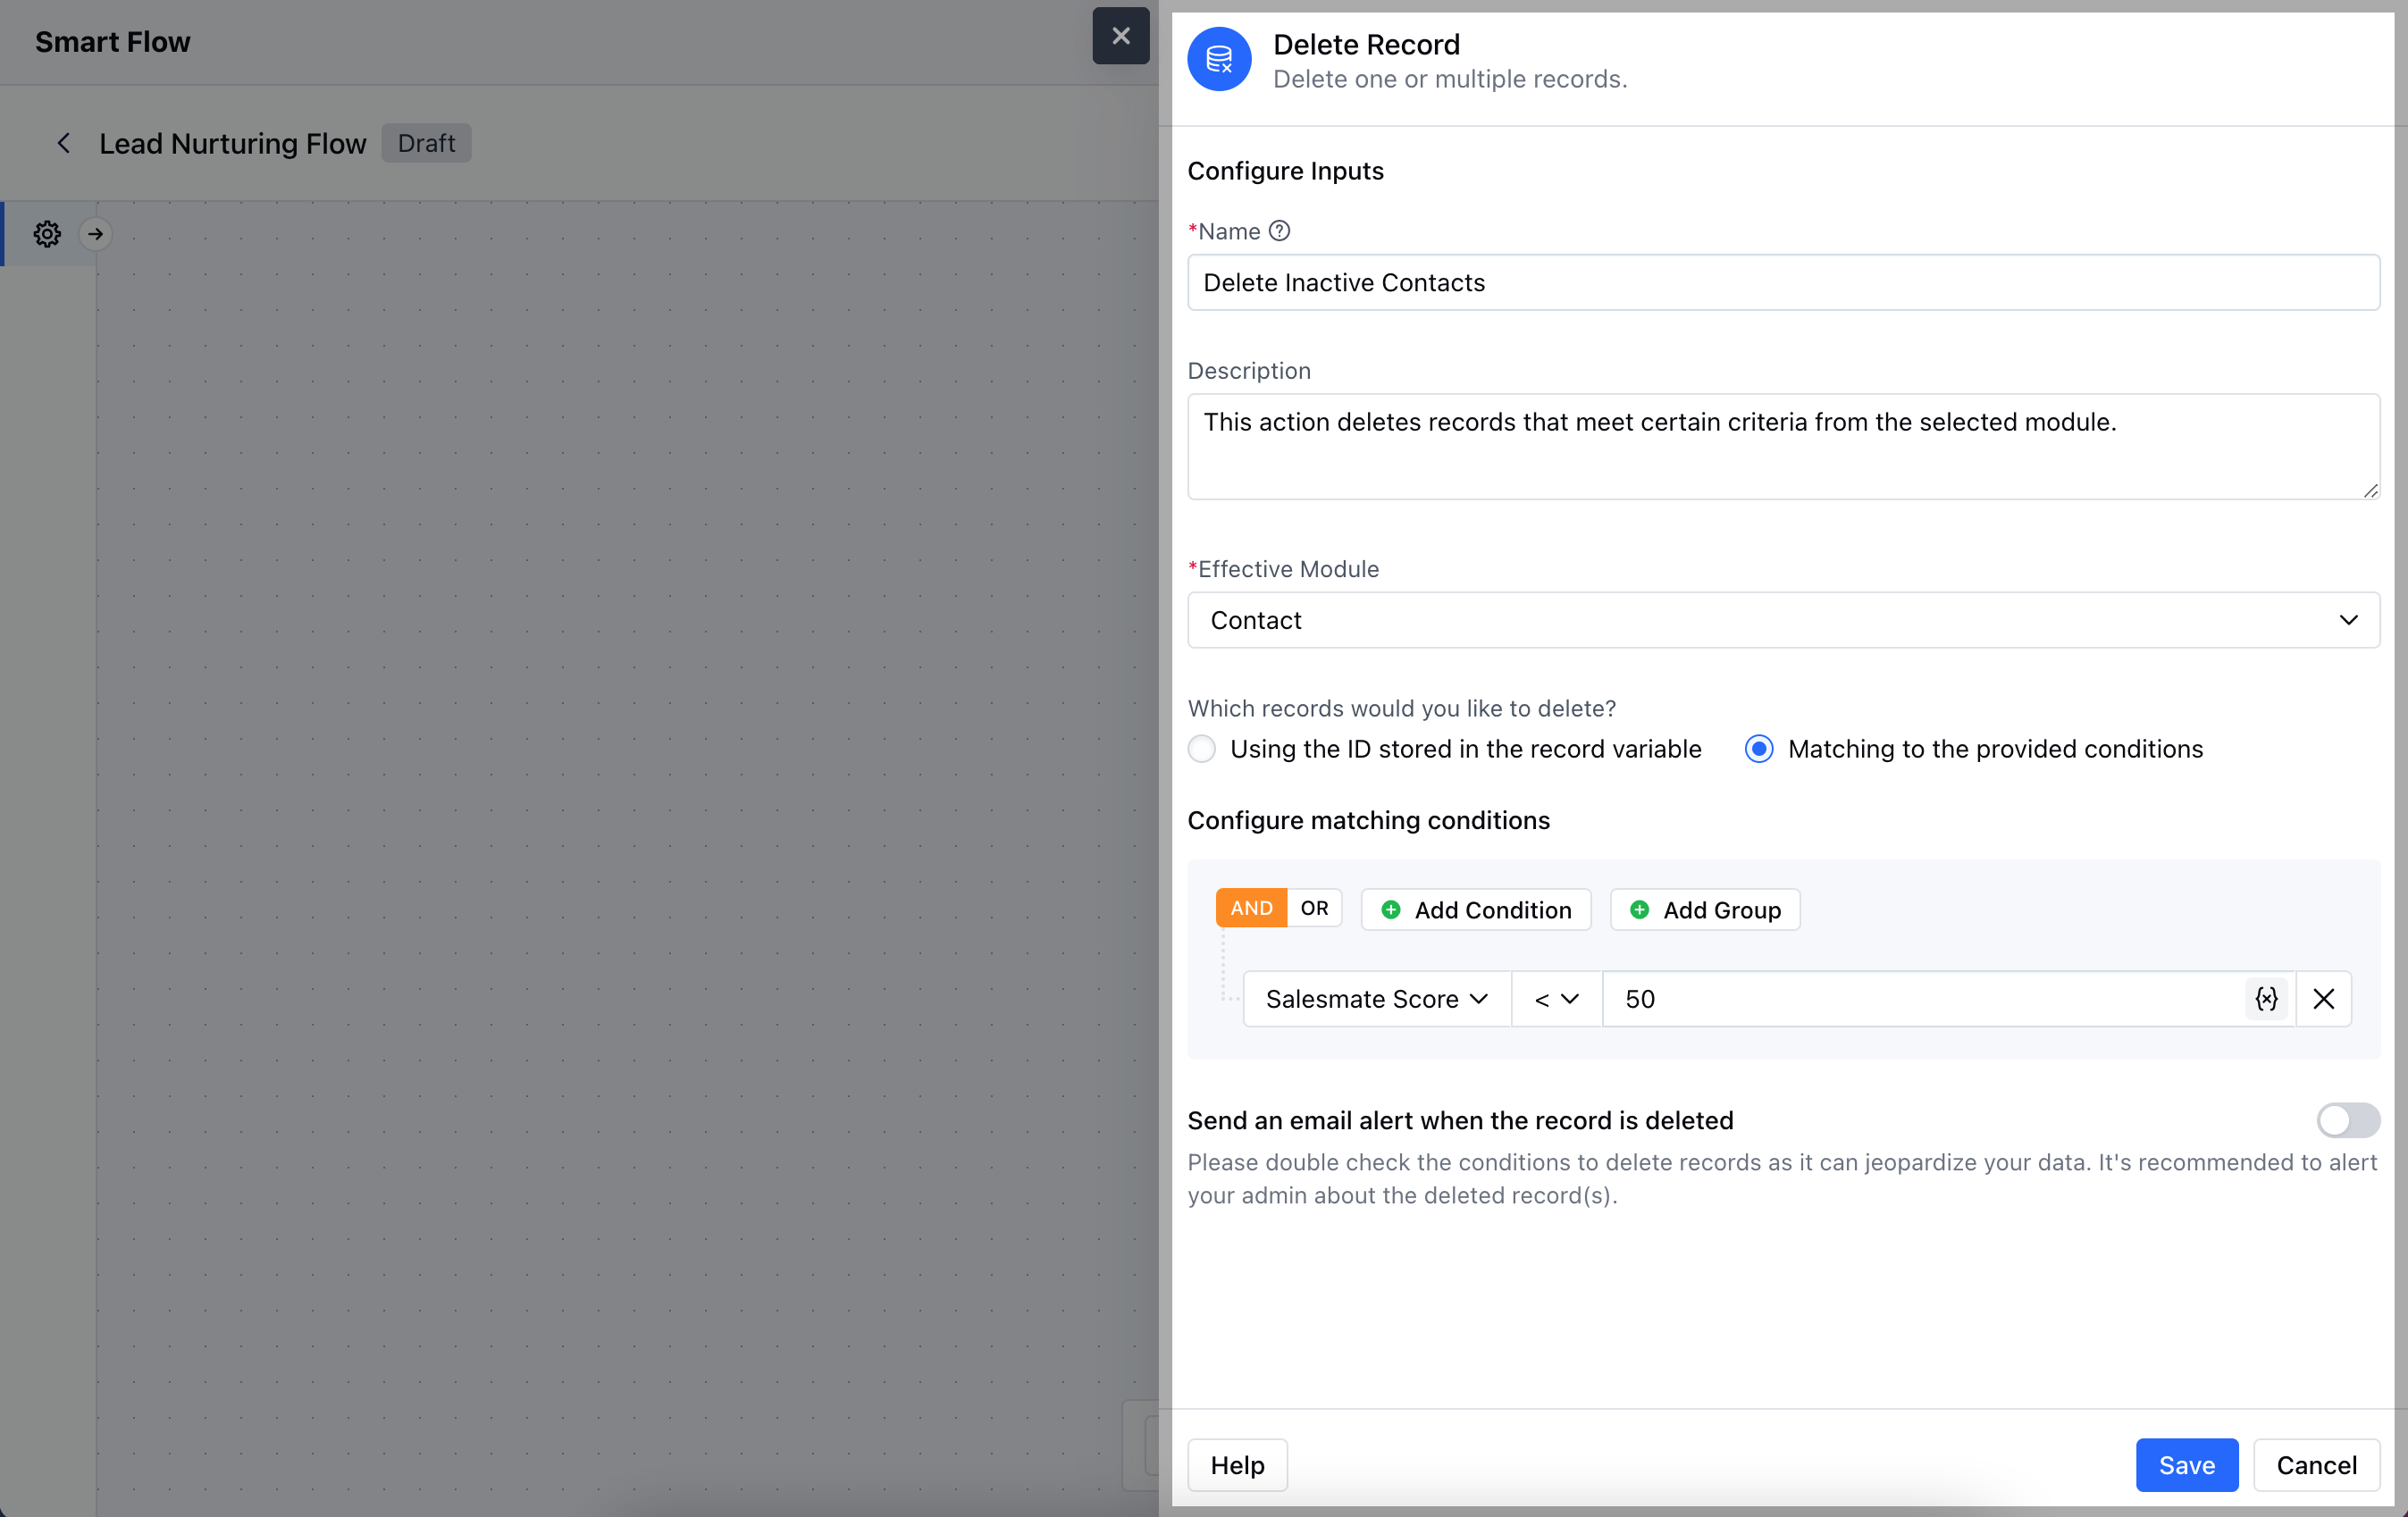 Smart Flow
Lead Nurturing Flow Draft
Delete Record
Delete one or multiple records.
Configure Inputs
*Name
Delete Inactive Contacts
Description
This action deletes records that meet certain criteria from the selected module.
*Effective Module
Contact
Which records would you like to delete?
Using the ID stored in the record variable Matching to the provided conditions
Configure matching conditions
AND OR Add Condition Add Group
Salesmate Score < 50 {x}
Send an email alert when the record is deleted
Please double check the conditions to delete records as it can jeopardize your data. It's recommended to alert
your admin about the deleted record(s).
Help Save Cancel